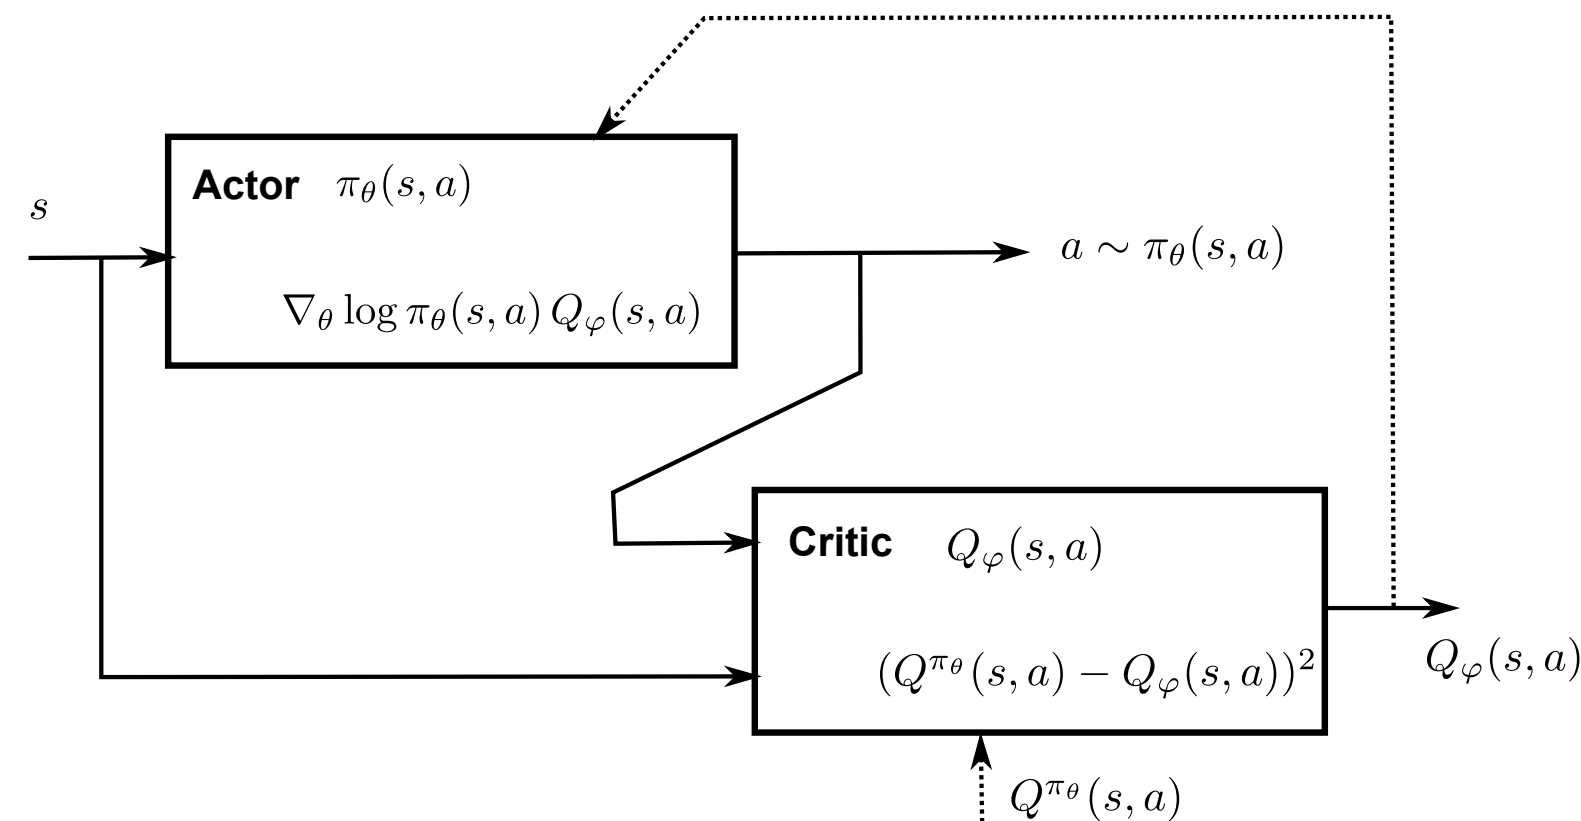 s
Actor π_θ(s, a)
∇_θ log π_θ(s, a) Q_φ(s, a)
a ∼ π_θ(s, a)
Critic Q_φ(s, a)
(Q^{π_θ}(s, a) − Q_φ(s, a))²
Q_φ(s, a)
Q^{π_θ}(s, a)